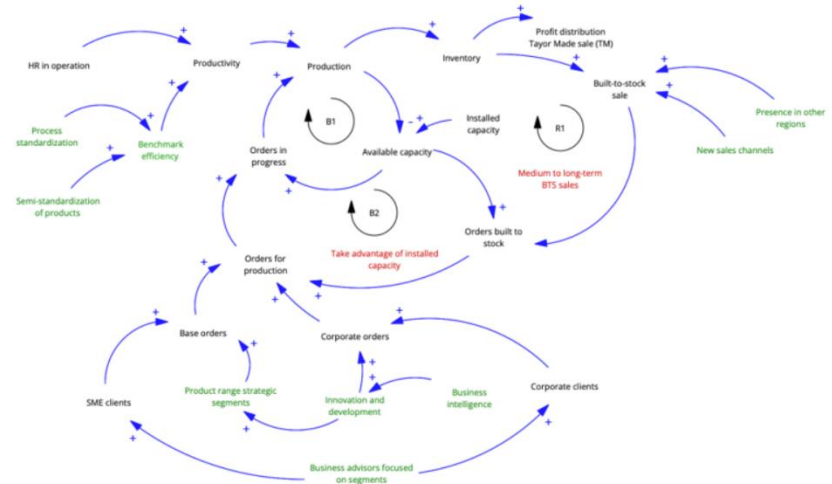 HR in operation
Productivity
Production
Inventory
Profit distribution
Tayor Made sale (TM)
Built-to-stock
sale
Presence in other
regions
New sales channels
Process
standardization
Benchmark
efficiency
Semi-standardization
of products
Orders in
progress
B1
Available capacity
Installed
capacity
R1
Medium to long-term
BTS sales
B2
Take advantage of installed
capacity
Orders built to
stock
Orders for
production
Base orders
Corporate orders
SME clients
Product range strategic
segments
Innovation and
development
Business
intelligence
Corporate clients
Business advisors focused
on segments